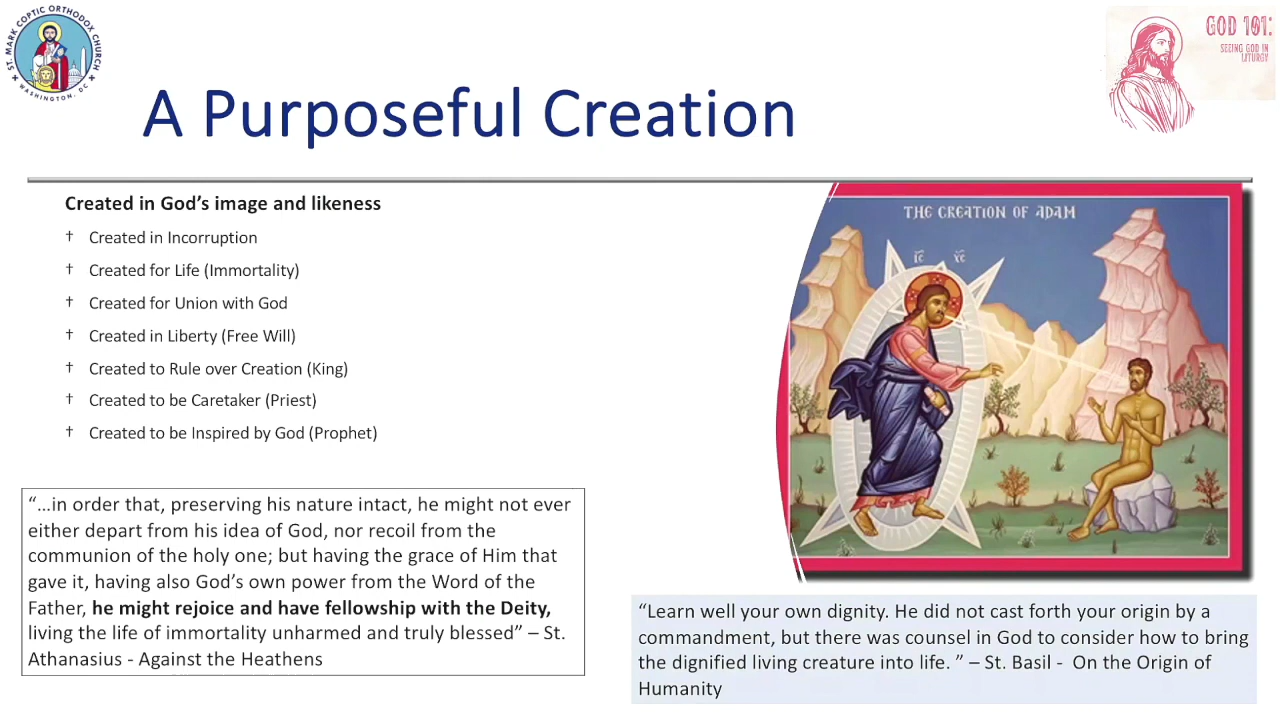 ST. MARK COPTIC ORTHODOX CHURCH
WASHINGTON, DC
GOD 101:
SEEING GOD IN
LITURGY
A Purposeful Creation
Created in God’s image and likeness
† Created in Incorruption
† Created for Life (Immortality)
† Created for Union with God
† Created in Liberty (Free Will)
† Created to Rule over Creation (King)
† Created to be Caretaker (Priest)
† Created to be Inspired by God (Prophet)
“…in order that, preserving his nature intact, he might not ever
either depart from his idea of God, nor recoil from the
communion of the holy one; but having the grace of Him that
gave it, having also God’s own power from the Word of the
Father, he might rejoice and have fellowship with the Deity,
living the life of immortality unharmed and truly blessed” – St.
Athanasius - Against the Heathens
THE CREATION OF ADAM
IC XC
“Learn well your own dignity. He did not cast forth your origin by a
commandment, but there was counsel in God to consider how to bring
the dignified living creature into life. ” – St. Basil - On the Origin of
Humanity